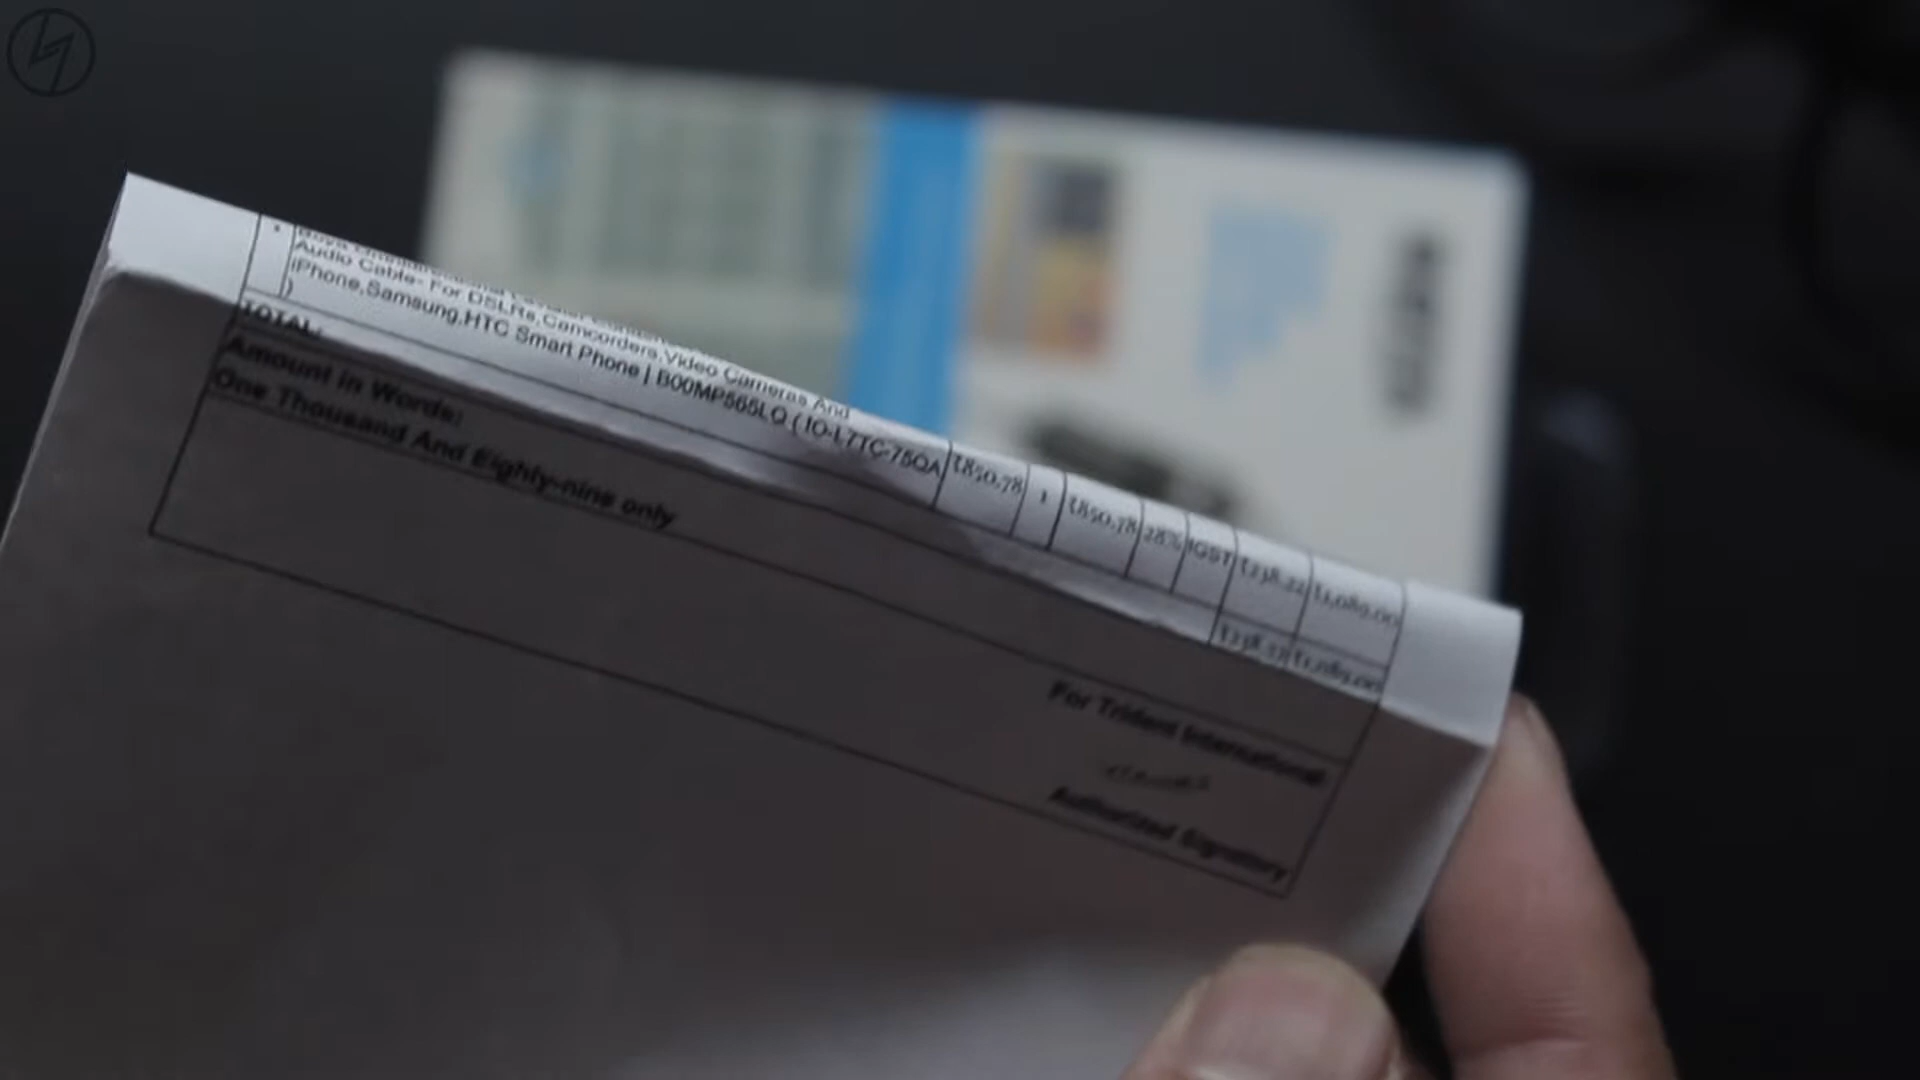 Audio Cable- For DSLRs,Camcorders,Video Cameras And
iPhone,Samsung,HTC Smart Phone | B00MP565LQ ( IO-L7TC-75OA
)
₹850.78 1 ₹850.78 28% IGST ₹238.22 ₹1,089.00
TOTAL: ₹238.22 ₹1,089.00
Amount in Words:
One Thousand And Eighty-nine only
For Trident International:
Authorized Signatory